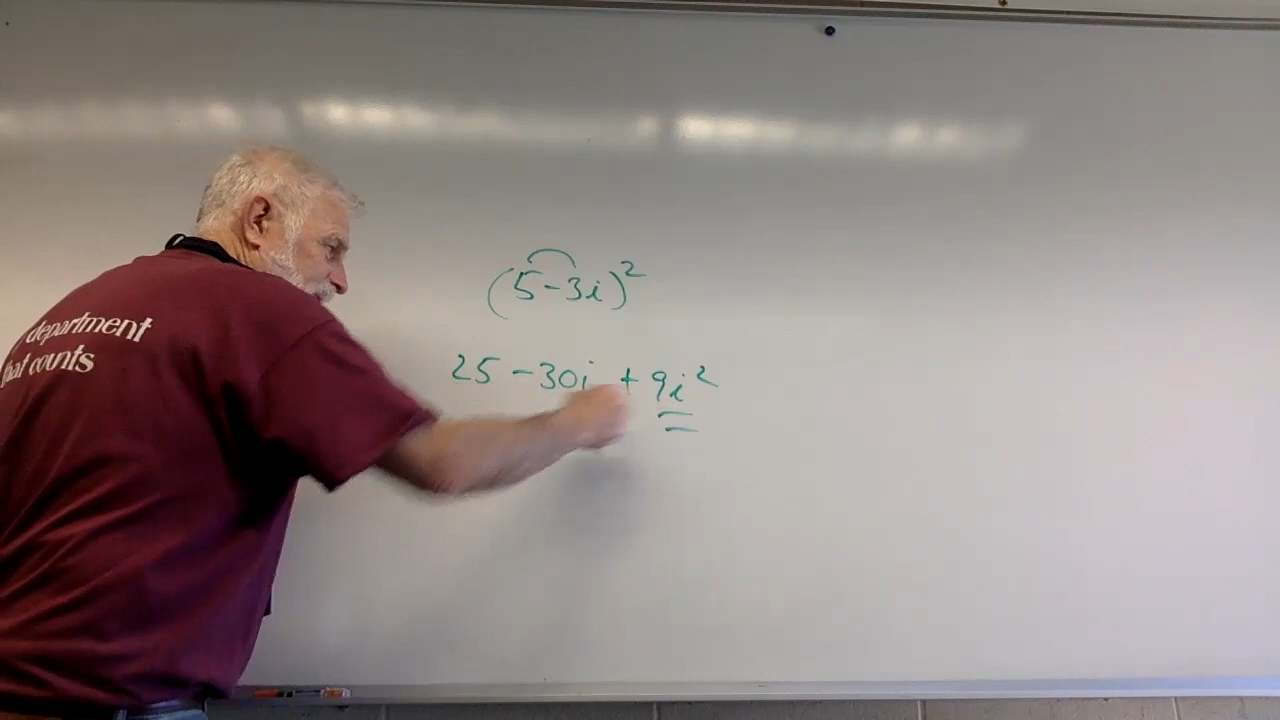 department
that counts
(5-3i)²
25 - 30i + 9i²